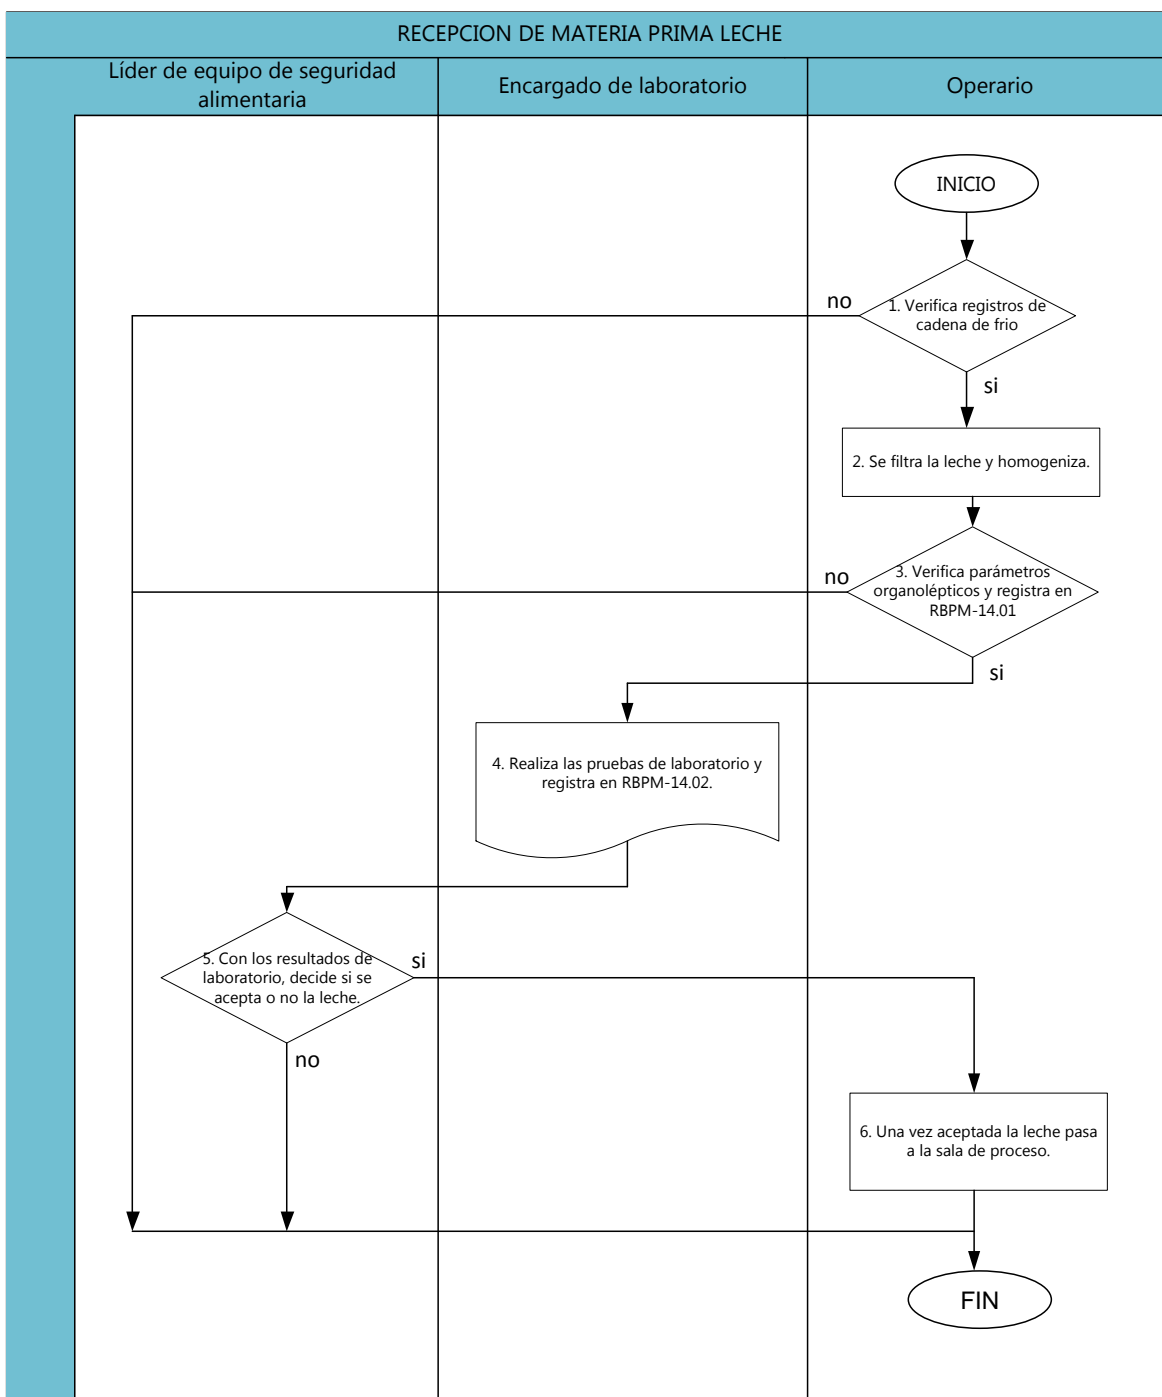 RECEPCION DE MATERIA PRIMA LECHE
Líder de equipo de seguridad
alimentaria
Encargado de laboratorio
Operario
INICIO
1. Verifica registros de
cadena de frio
no
si
2. Se filtra la leche y homogeniza.
3. Verifica parámetros
organolépticos y registra en
RBPM-14.01
no
si
4. Realiza las pruebas de laboratorio y
registra en RBPM-14.02.
5. Con los resultados de
laboratorio, decide si se
acepta o no la leche.
si
no
6. Una vez aceptada la leche pasa
a la sala de proceso.
FIN